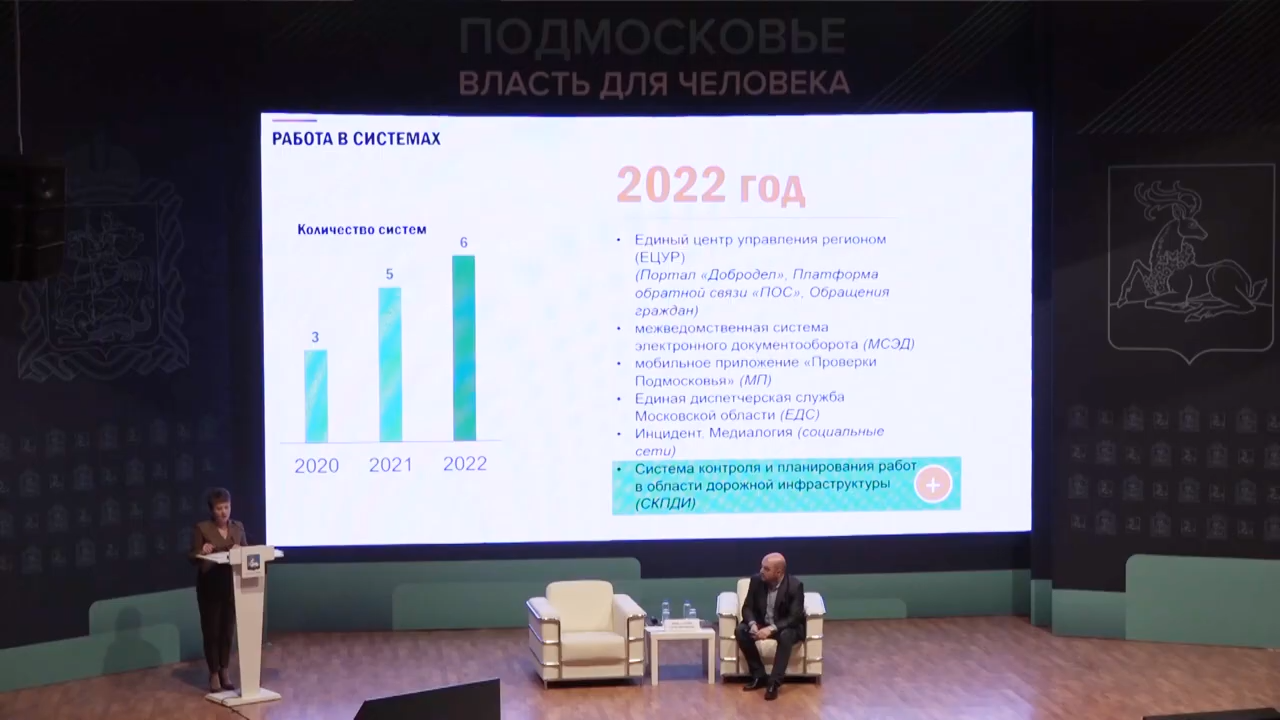 ПОДМОСКОВЬЕ
ВЛАСТЬ ДЛЯ ЧЕЛОВЕКА
РАБОТА В СИСТЕМАХ
Количество систем
3
5
6
2020
2021
2022
2022 год
• Единый центр управления регионом
(ЕЦУР)
(Портал «Добродел», Платформа
обратной связи «ПОС», Обращения
граждан)
• межведомственная система
электронного документооборота (МСЭД)
• мобильное приложение «Проверки
Подмосковья» (МП)
• Единая диспетчерская служба
Московской области (ЕДС)
• Инцидент, Медиалогия (социальные
сети)
• Система контроля и планирования работ
в области дорожной инфраструктуры
(СКПДИ)
+